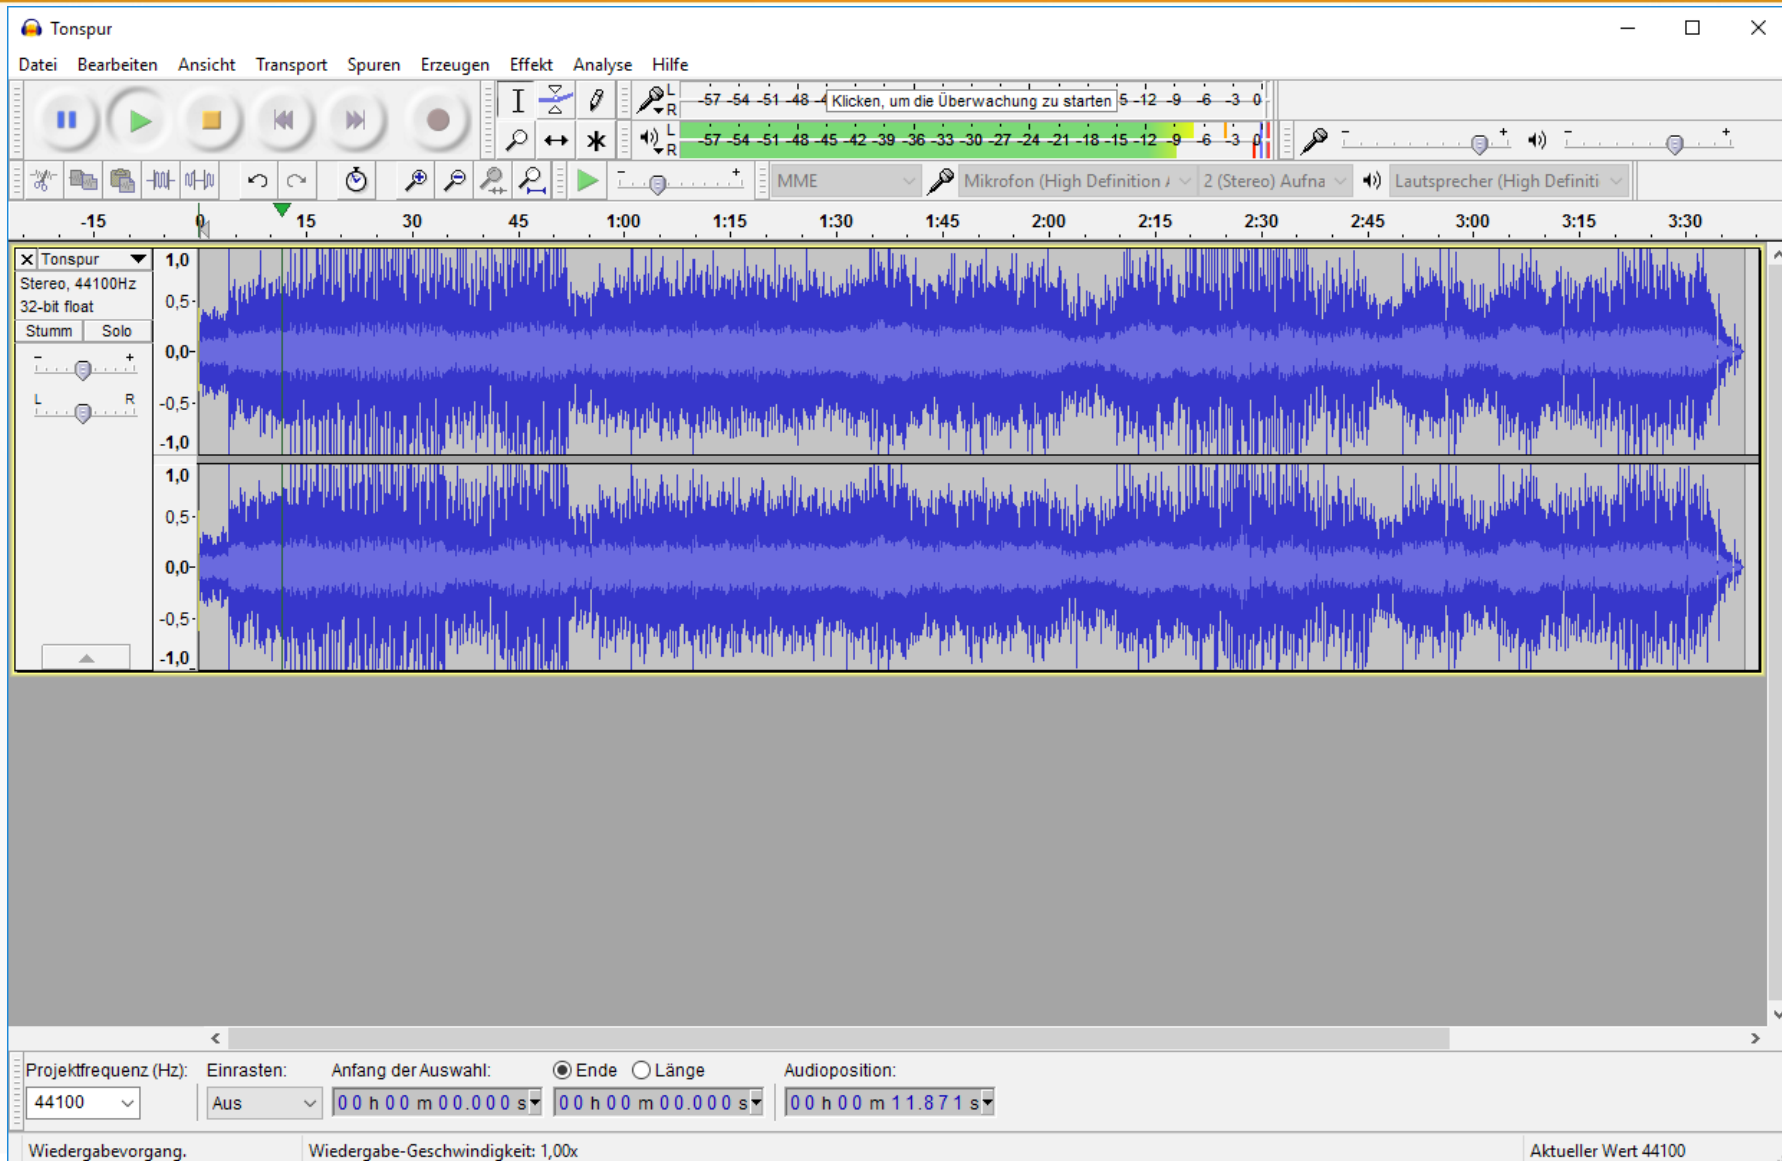 Tonspur
Datei Bearbeiten Ansicht Transport Spuren Erzeugen Effekt Analyse Hilfe
L R -57 -54 -51 -48 -4 Klicken, um die Überwachung zu starten 5 -12 -9 -6 -3 0
L R -57 -54 -51 -48 -45 -42 -39 -36 -33 -30 -27 -24 -21 -18 -15 -12 -9 -6 -3 0
- + - +
- + MME Mikrofon (High Definition 2 (Stereo) Aufna Lautsprecher (High Definiti
-15 0 15 30 45 1:00 1:15 1:30 1:45 2:00 2:15 2:30 2:45 3:00 3:15 3:30
Tonspur
Stereo, 44100Hz
32-bit float
Stumm Solo
- +
L R
1,0
0,5
0,0
-0,5
-1,0
1,0
0,5
0,0
-0,5
-1,0
Projektfrequenz (Hz): Einrasten: Anfang der Auswahl: Ende Länge Audioposition:
44100 Aus 00 h 00 m 00.000 s 00 h 00 m 00.000 s 00 h 00 m 11.871 s
Wiedergabevorgang. Wiedergabe-Geschwindigkeit: 1,00x Aktueller Wert 44100